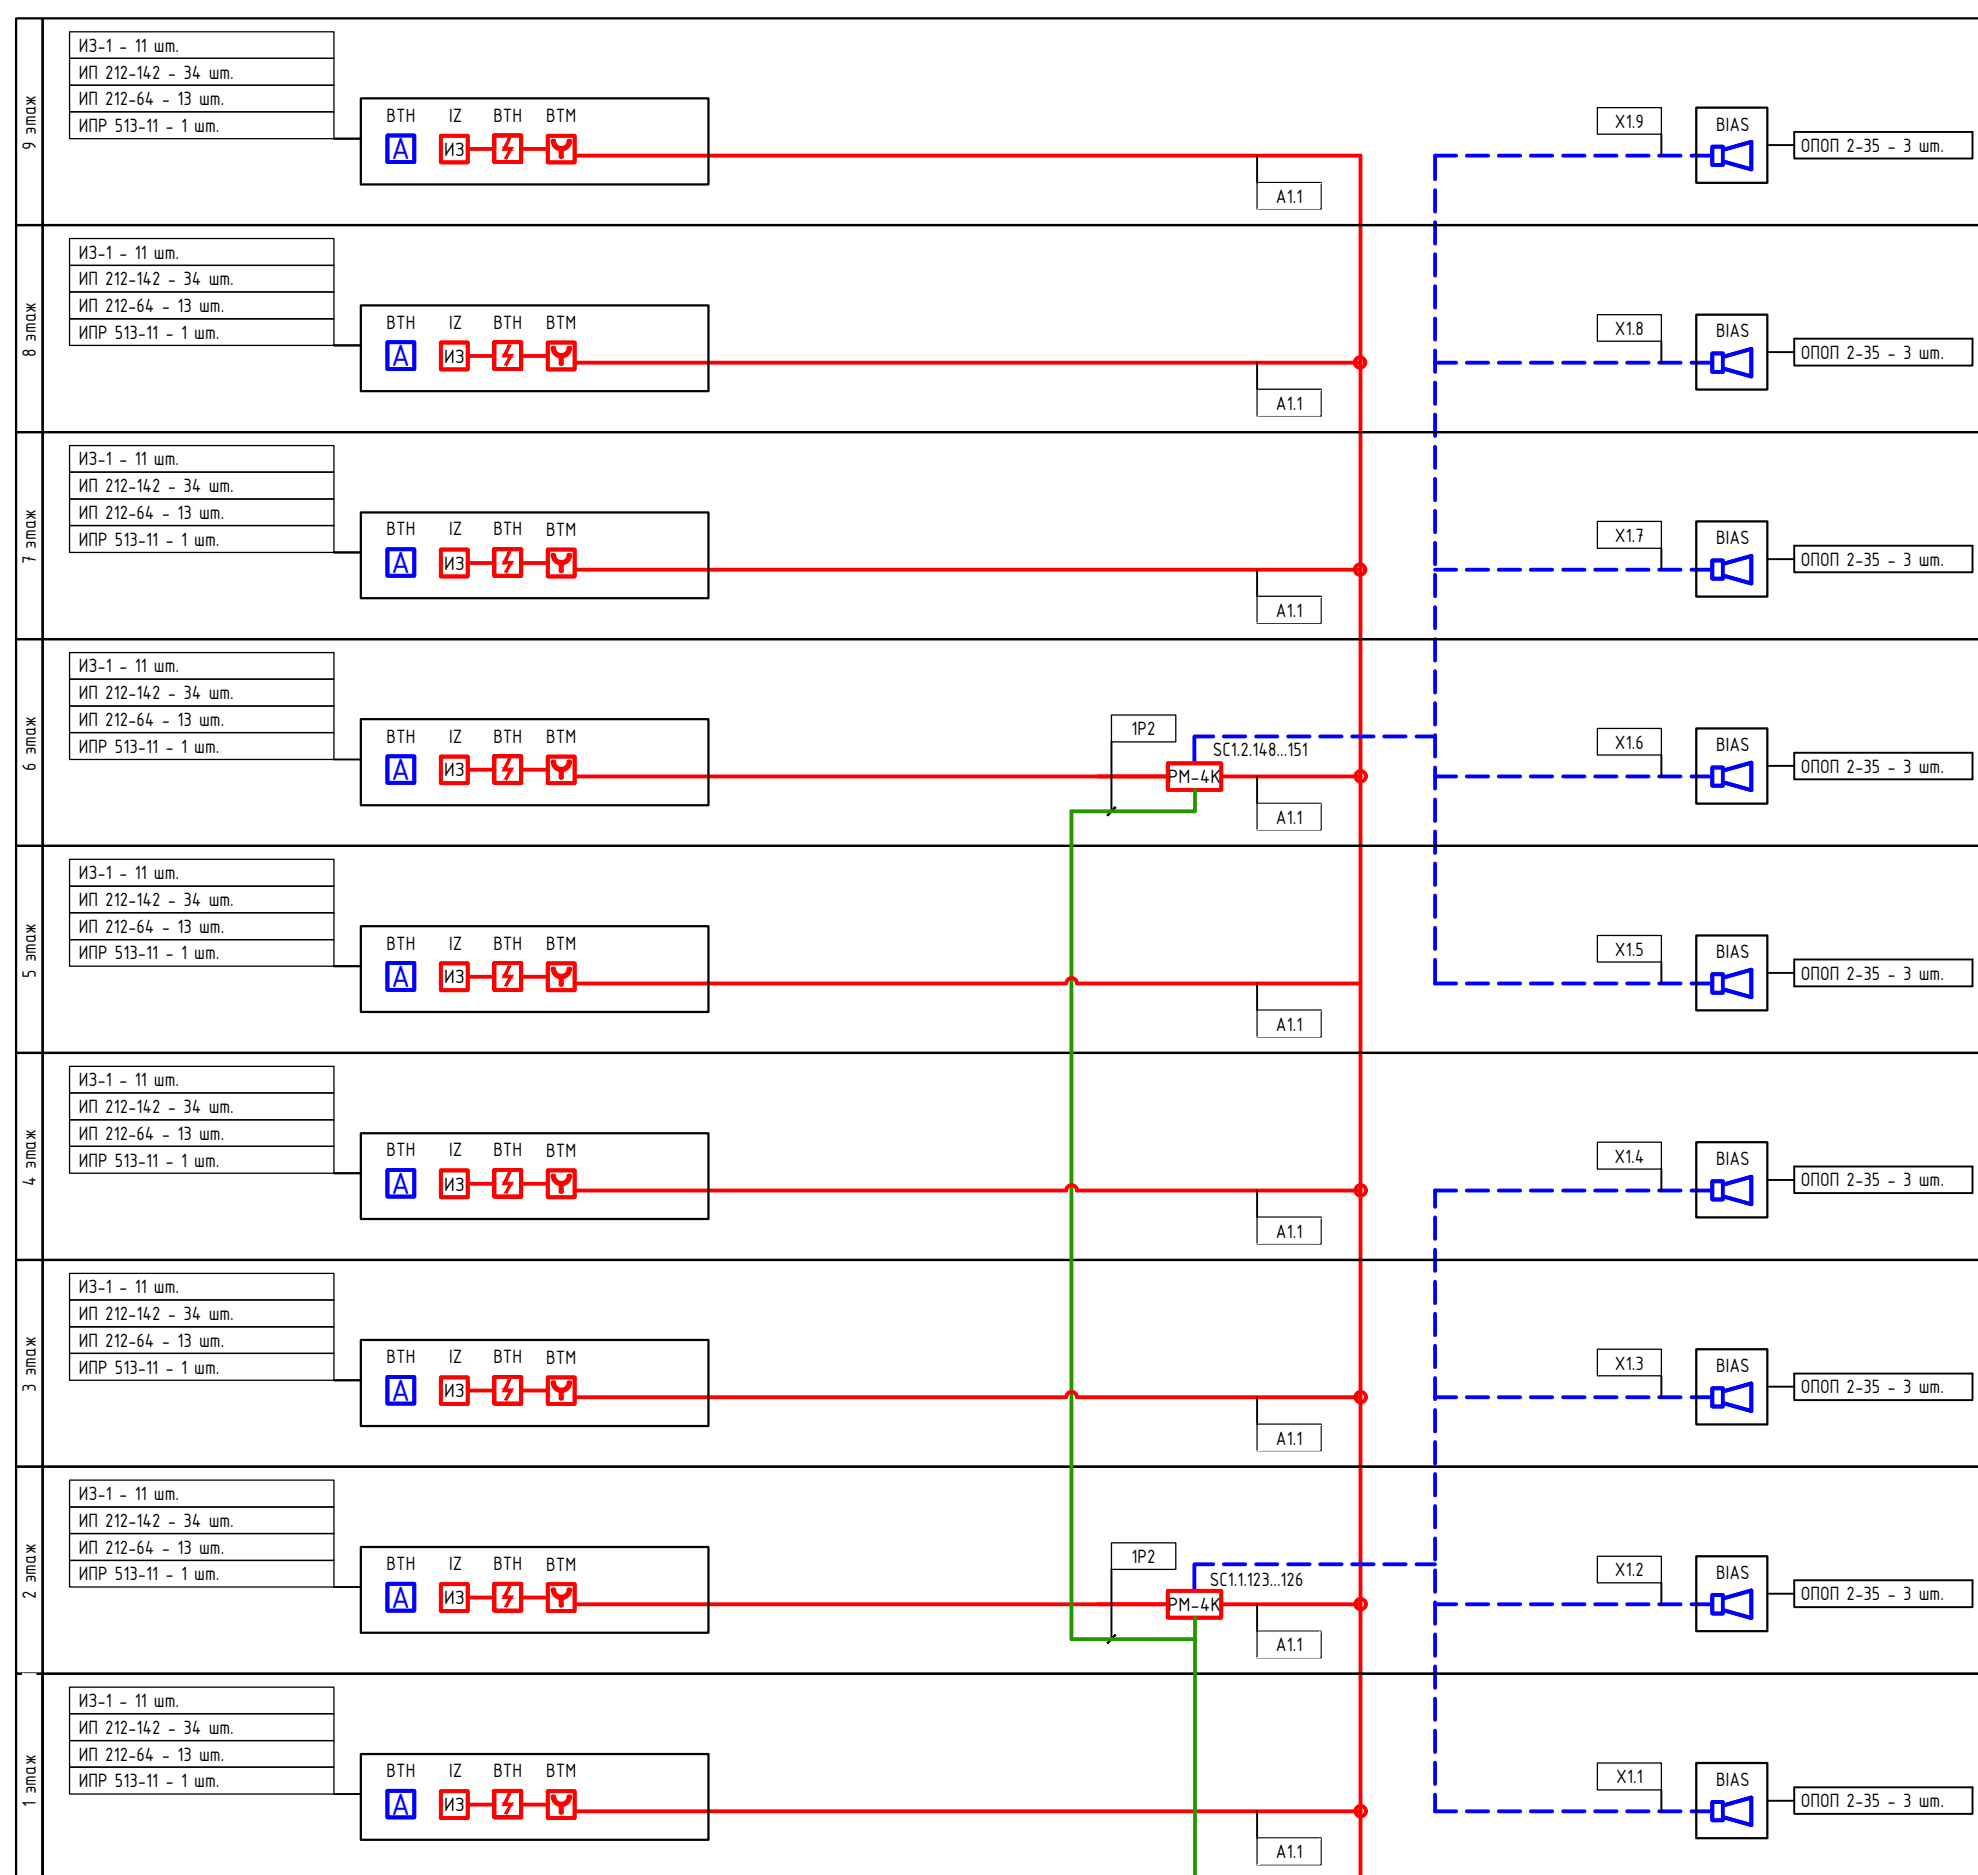 9 этаж
ИЗ-1 - 11 шт.
ИП 212-142 - 34 шт.
ИП 212-64 - 13 шт.
ИПР 513-11 - 1 шт.
BTH IZ BTH BTM
А ИЗ
А1.1
X1.9
BIAS
ОПОП 2-35 - 3 шт.
8 этаж
ИЗ-1 - 11 шт.
ИП 212-142 - 34 шт.
ИП 212-64 - 13 шт.
ИПР 513-11 - 1 шт.
BTH IZ BTH BTM
А ИЗ
А1.1
X1.8
BIAS
ОПОП 2-35 - 3 шт.
7 этаж
ИЗ-1 - 11 шт.
ИП 212-142 - 34 шт.
ИП 212-64 - 13 шт.
ИПР 513-11 - 1 шт.
BTH IZ BTH BTM
А ИЗ
А1.1
X1.7
BIAS
ОПОП 2-35 - 3 шт.
6 этаж
ИЗ-1 - 11 шт.
ИП 212-142 - 34 шт.
ИП 212-64 - 13 шт.
ИПР 513-11 - 1 шт.
BTH IZ BTH BTM
А ИЗ
1P2
SC1.2.148...151
РМ-4К
А1.1
X1.6
BIAS
ОПОП 2-35 - 3 шт.
5 этаж
ИЗ-1 - 11 шт.
ИП 212-142 - 34 шт.
ИП 212-64 - 13 шт.
ИПР 513-11 - 1 шт.
BTH IZ BTH BTM
А ИЗ
А1.1
X1.5
BIAS
ОПОП 2-35 - 3 шт.
4 этаж
ИЗ-1 - 11 шт.
ИП 212-142 - 34 шт.
ИП 212-64 - 13 шт.
ИПР 513-11 - 1 шт.
BTH IZ BTH BTM
А ИЗ
А1.1
X1.4
BIAS
ОПОП 2-35 - 3 шт.
3 этаж
ИЗ-1 - 11 шт.
ИП 212-142 - 34 шт.
ИП 212-64 - 13 шт.
ИПР 513-11 - 1 шт.
BTH IZ BTH BTM
А ИЗ
А1.1
X1.3
BIAS
ОПОП 2-35 - 3 шт.
2 этаж
ИЗ-1 - 11 шт.
ИП 212-142 - 34 шт.
ИП 212-64 - 13 шт.
ИПР 513-11 - 1 шт.
BTH IZ BTH BTM
А ИЗ
1P2
SC1.1.123...126
РМ-4К
А1.1
X1.2
BIAS
ОПОП 2-35 - 3 шт.
1 этаж
ИЗ-1 - 11 шт.
ИП 212-142 - 34 шт.
ИП 212-64 - 13 шт.
ИПР 513-11 - 1 шт.
BTH IZ BTH BTM
А ИЗ
А1.1
X1.1
BIAS
ОПОП 2-35 - 3 шт.